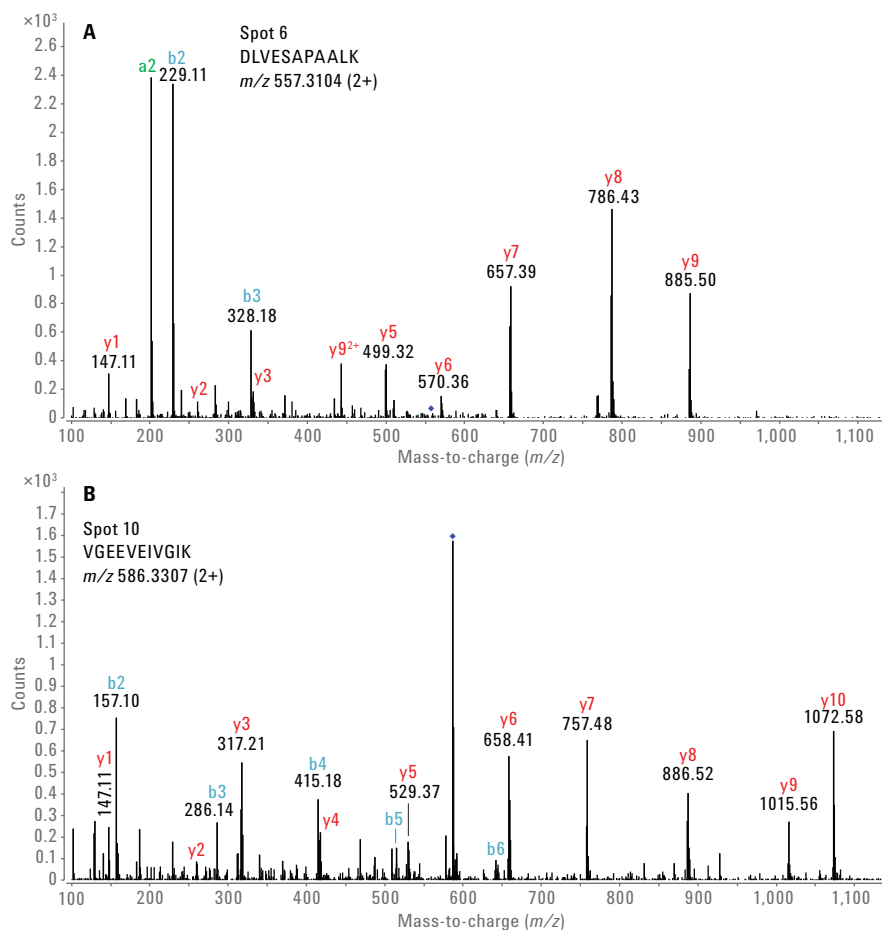 ×10³
A
Spot 6
DLVESAPAALK
m/z 557.3104 (2+)
2.6
2.4
2.2
2
1.8
1.6
1.4
1.2
1
0.8
0.6
0.4
0.2
0
Counts
a2
b2
229.11
y1
147.11
y2
b3
328.18
y3
y9²⁺
y5
499.32
y6
570.36
y7
657.39
y8
786.43
y9
885.50
100 200 300 400 500 600 700 800 900 1,000 1,100
Mass-to-charge (m/z)
×10³
B
Spot 10
VGEEVEIVGIK
m/z 586.3307 (2+)
1.7
1.6
1.5
1.4
1.3
1.2
1.1
1
0.9
0.8
0.7
0.6
0.5
0.4
0.3
0.2
0.1
0
Counts
y1
147.11
b2
157.10
y2
b3
286.14
y3
317.21
b4
415.18
y4
b5
y5
529.37
b6
y6
658.41
y7
757.48
y8
886.52
y9
1015.56
y10
1072.58
100 200 300 400 500 600 700 800 900 1,000 1,100
Mass-to-charge (m/z)